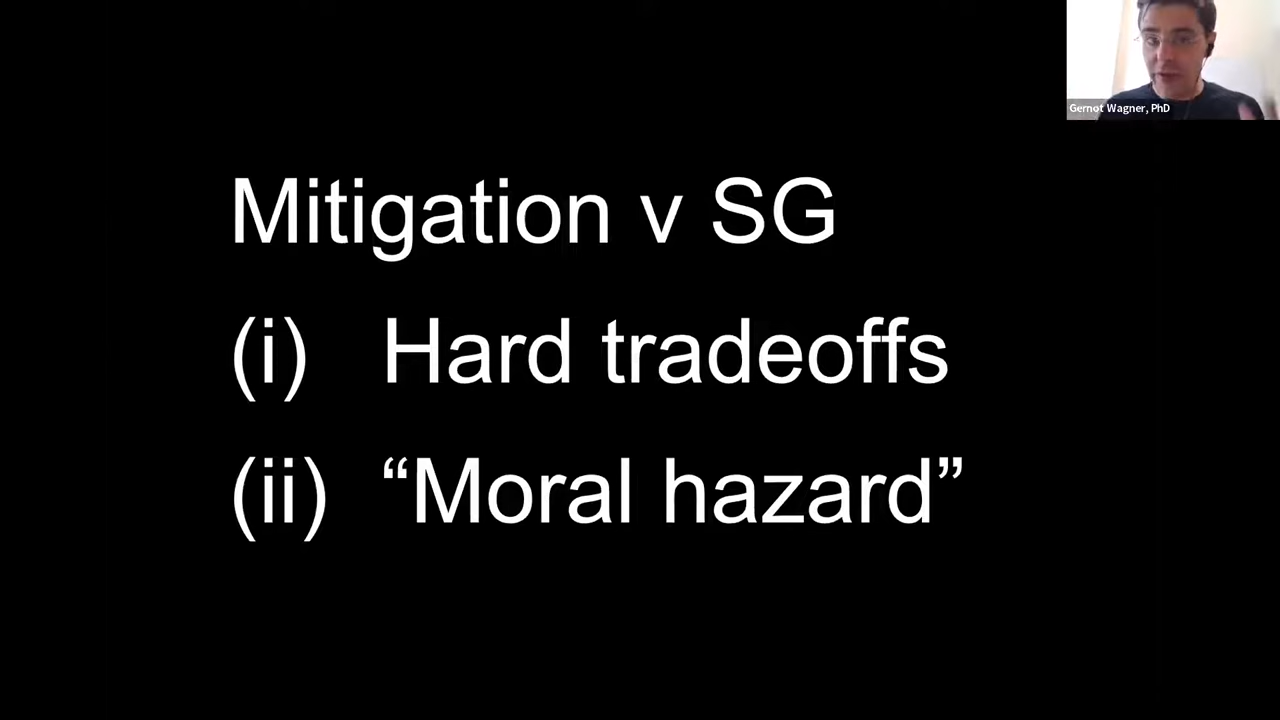 Gernot Wagner, PhD
Mitigation v SG
(i) Hard tradeoffs
(ii) “Moral hazard”